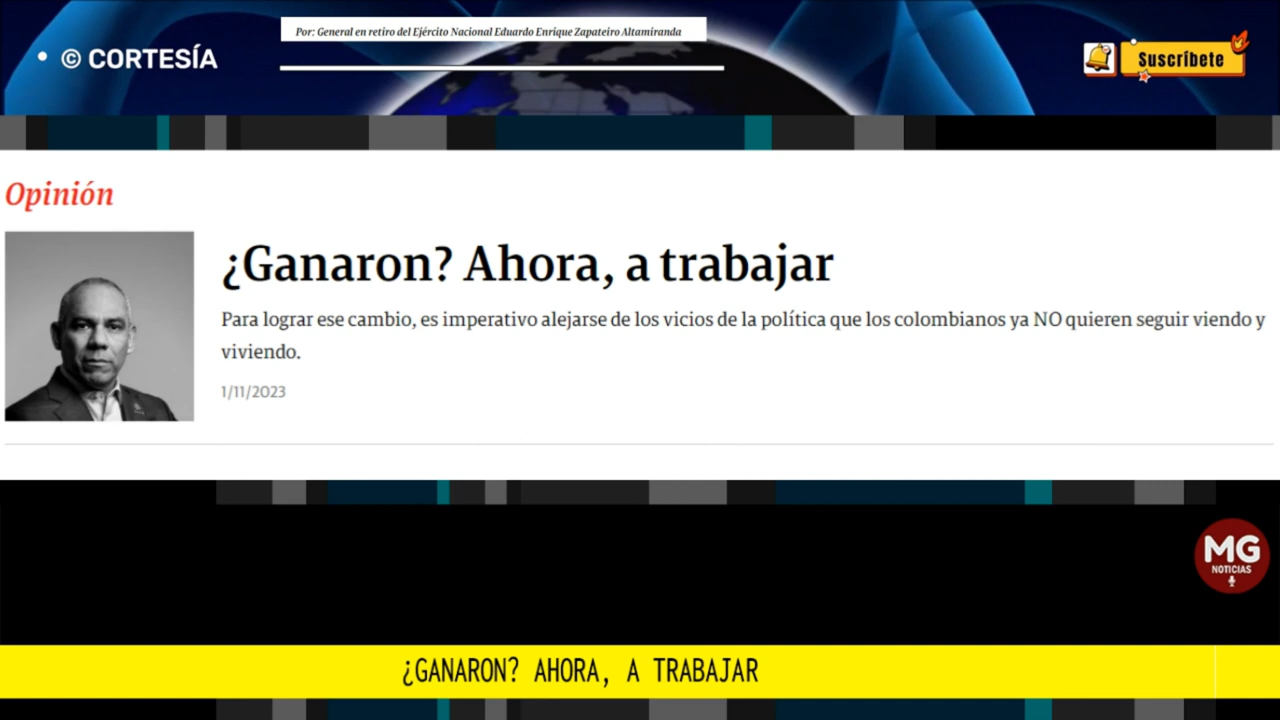 Por: General en retiro del Ejército Nacional Eduardo Enrique Zapateiro Altamiranda
• © CORTESÍA
Suscríbete
Opinión
¿Ganaron? Ahora, a trabajar
Para lograr ese cambio, es imperativo alejarse de los vicios de la política que los colombianos ya NO quieren seguir viendo y
viviendo.
1/11/2023
MG
NOTICIAS
¿GANARON? AHORA, A TRABAJAR